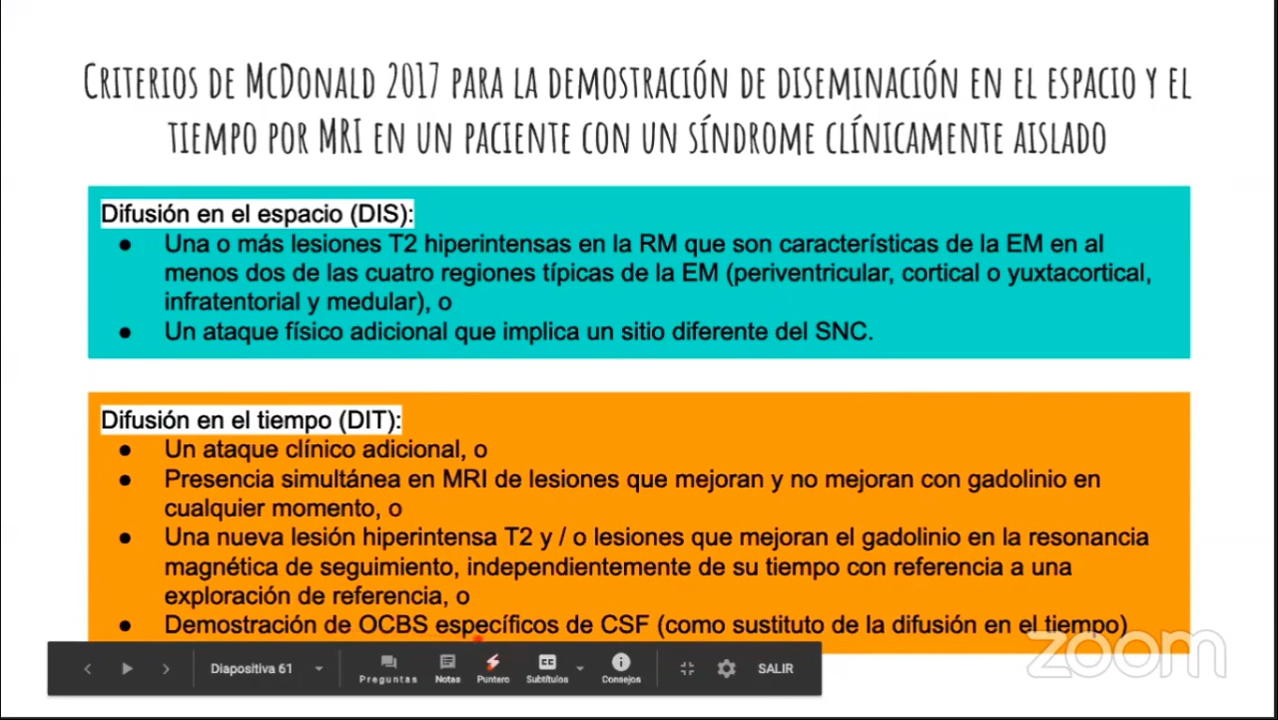 Criterios de McDonald 2017 para la demostración de diseminación en el espacio y el
tiempo por MRI en un paciente con un síndrome clínicamente aislado
Difusión en el espacio (DIS):
● Una o más lesiones T2 hiperintensas en la RM que son características de la EM en al
menos dos de las cuatro regiones típicas de la EM (periventricular, cortical o yuxtacortical,
infratentorial y medular), o
● Un ataque físico adicional que implica un sitio diferente del SNC.
Difusión en el tiempo (DIT):
● Un ataque clínico adicional, o
● Presencia simultánea en MRI de lesiones que mejoran y no mejoran con gadolinio en
cualquier momento, o
● Una nueva lesión hiperintensa T2 y / o lesiones que mejoran el gadolinio en la resonancia
magnética de seguimiento, independientemente de su tiempo con referencia a una
exploración de referencia, o
● Demostración de OCBS específicos de CSF (como sustituto de la difusión en el tiempo)
zoom
Diapositiva 61
Preguntas
Notas
Puntero
CC
Subtítulos
Consejos
SALIR